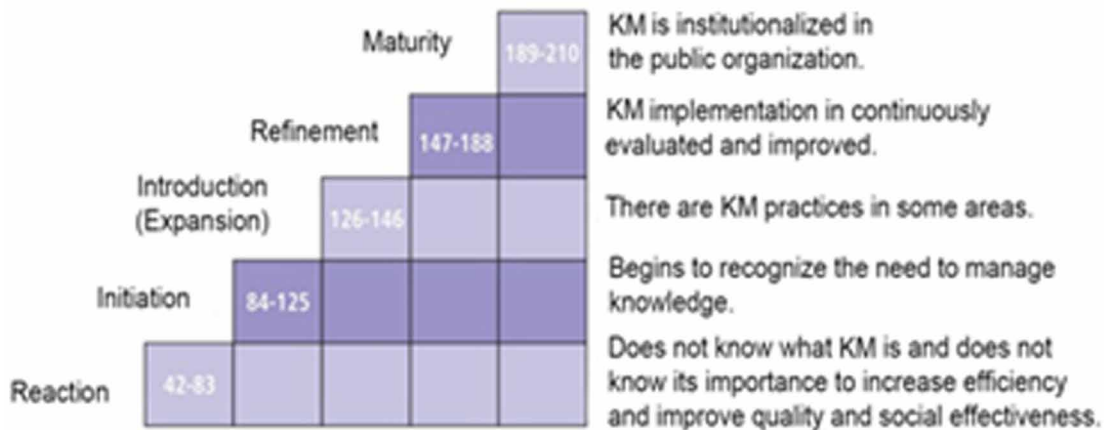 Maturity
189-210
KM is institutionalized in
the public organization.
Refinement
147-188
KM implementation in continuously
evaluated and improved.
Introduction
(Expansion)
126-146
There are KM practices in some areas.
Initiation
84-125
Begins to recognize the need to manage
knowledge.
Reaction
42-83
Does not know what KM is and does not
know its importance to increase efficiency
and improve quality and social effectiveness.